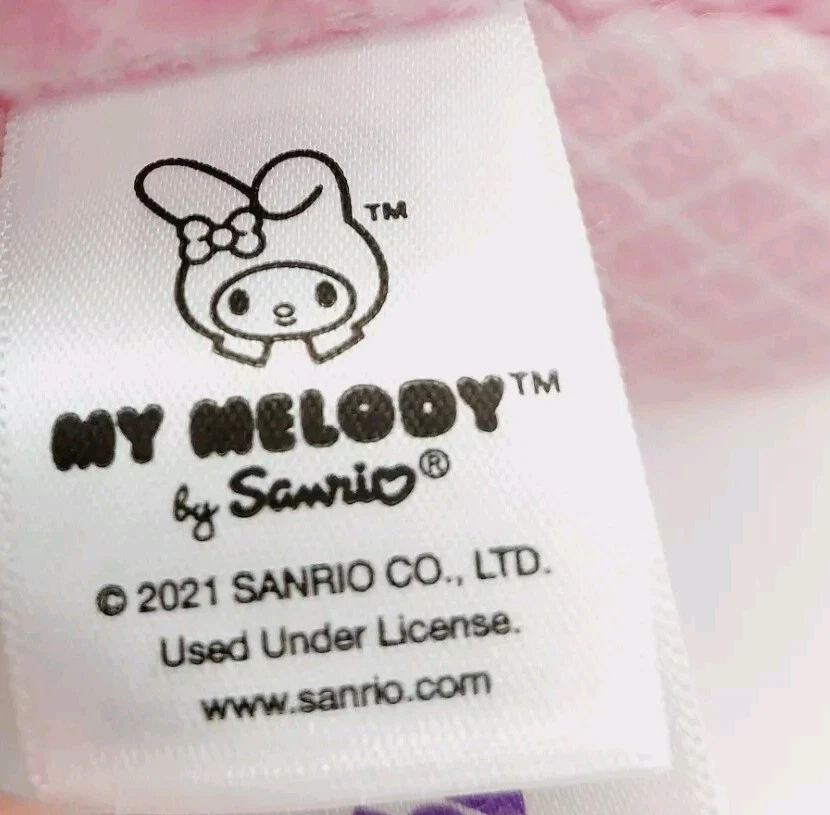 TM
MY MELODY™
by Sanrio®
© 2021 SANRIO CO., LTD.
Used Under License.
www.sanrio.com